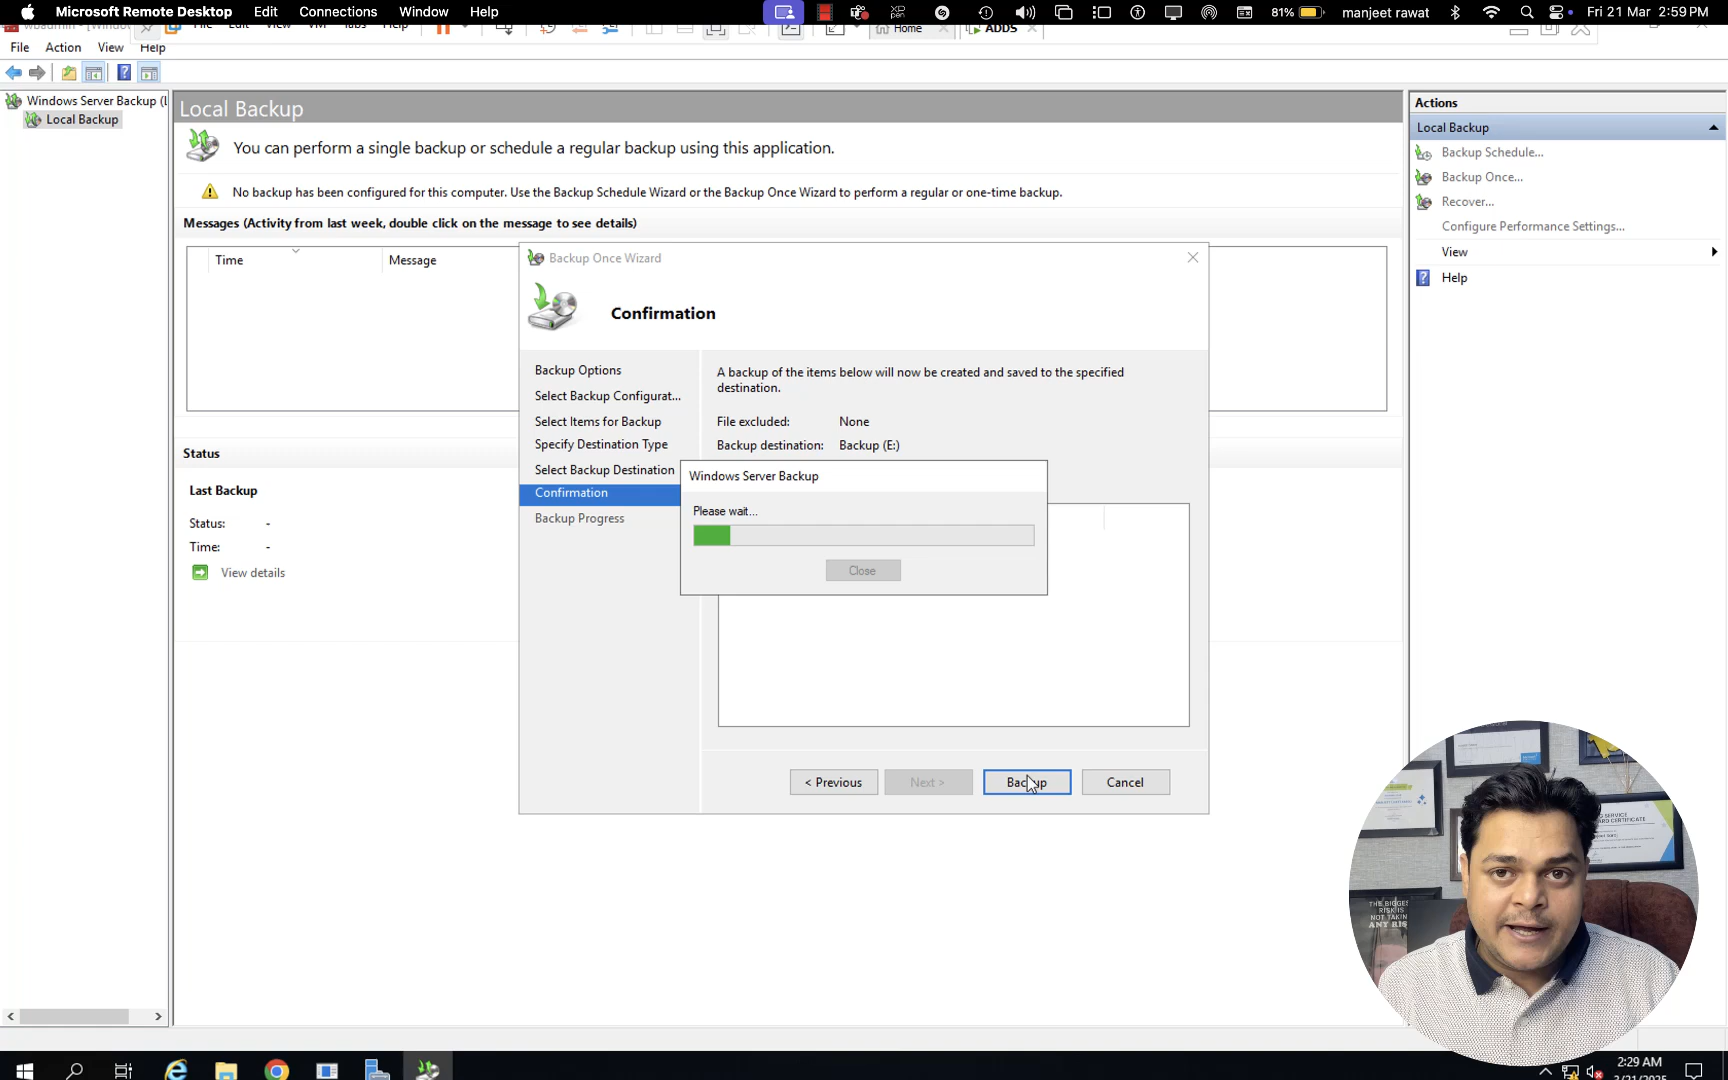 Microsoft Remote Desktop Edit Connections Window Help
81% manjeet rawat Fri 21 Mar 2:59 PM
Home ADDS
File Action View Help
Windows Server Backup (L
Local Backup
Local Backup
You can perform a single backup or schedule a regular backup using this application.
No backup has been configured for this computer. Use the Backup Schedule Wizard or the Backup Once Wizard to perform a regular or one-time backup.
Messages (Activity from last week, double click on the message to see details)
Time Message
Status
Last Backup
Status: -
Time: -
View details
Backup Once Wizard
Confirmation
Backup Options
Select Backup Configurat...
Select Items for Backup
Specify Destination Type
Select Backup Destination
Confirmation
Backup Progress
A backup of the items below will now be created and saved to the specified
destination.
File excluded: None
Backup destination: Backup (E:)
Windows Server Backup
Please wait...
Close
< Previous Next > Backup Cancel
Actions
Local Backup
Backup Schedule...
Backup Once...
Recover...
Configure Performance Settings...
View
Help
THE BIGGES
RISK IS
NOT TAKIN
ANY RIS
2:29 AM